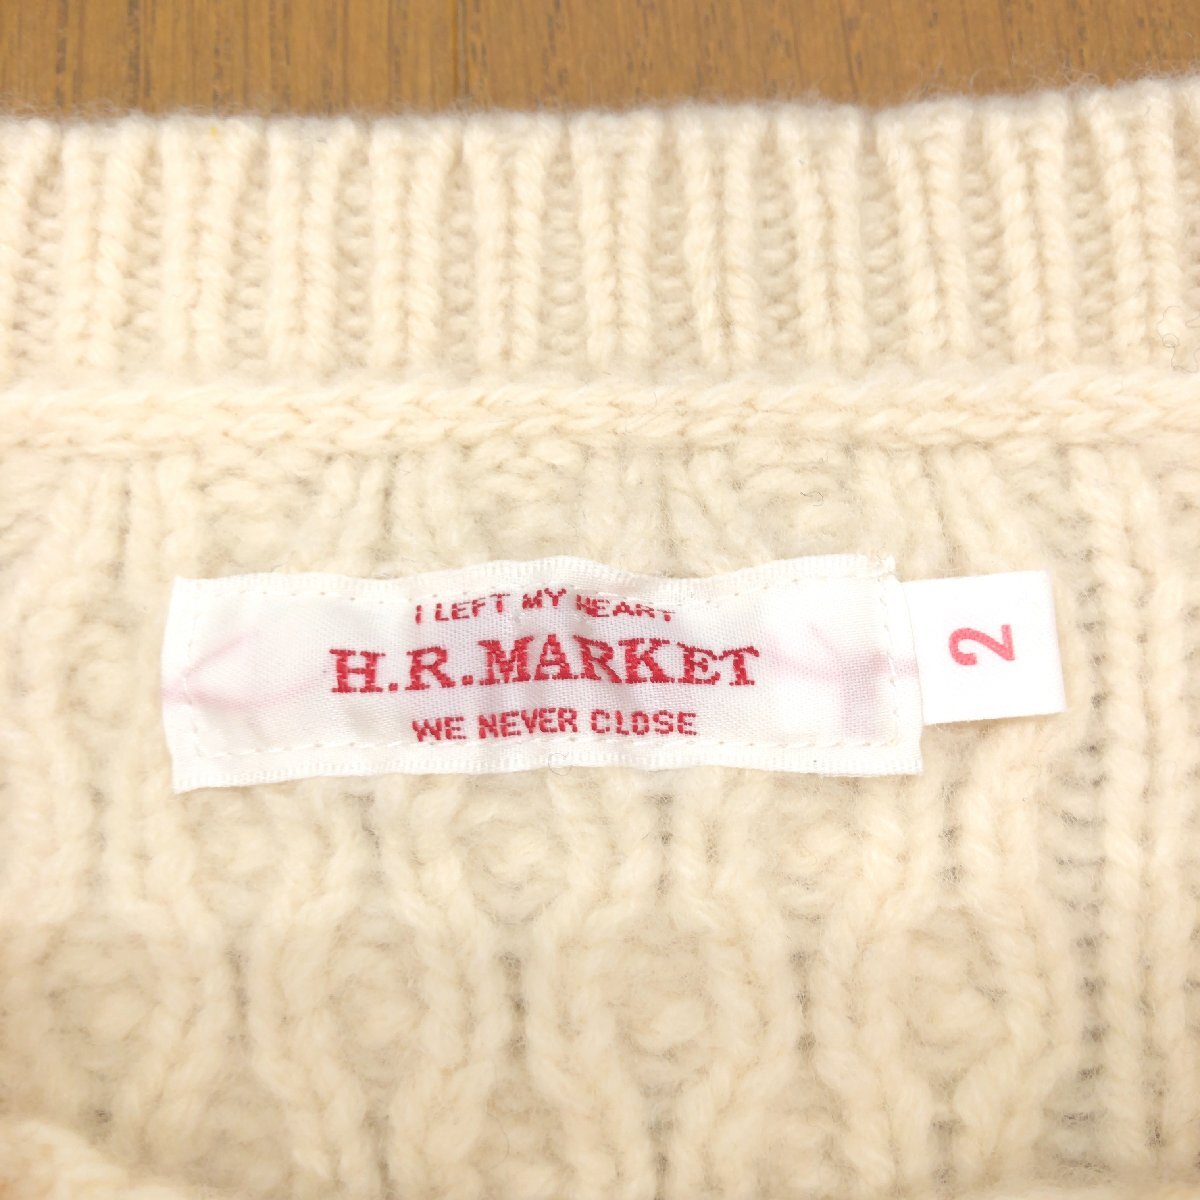 I LEFT MY HEART
H.R.MARKET
WE NEVER CLOSE
2